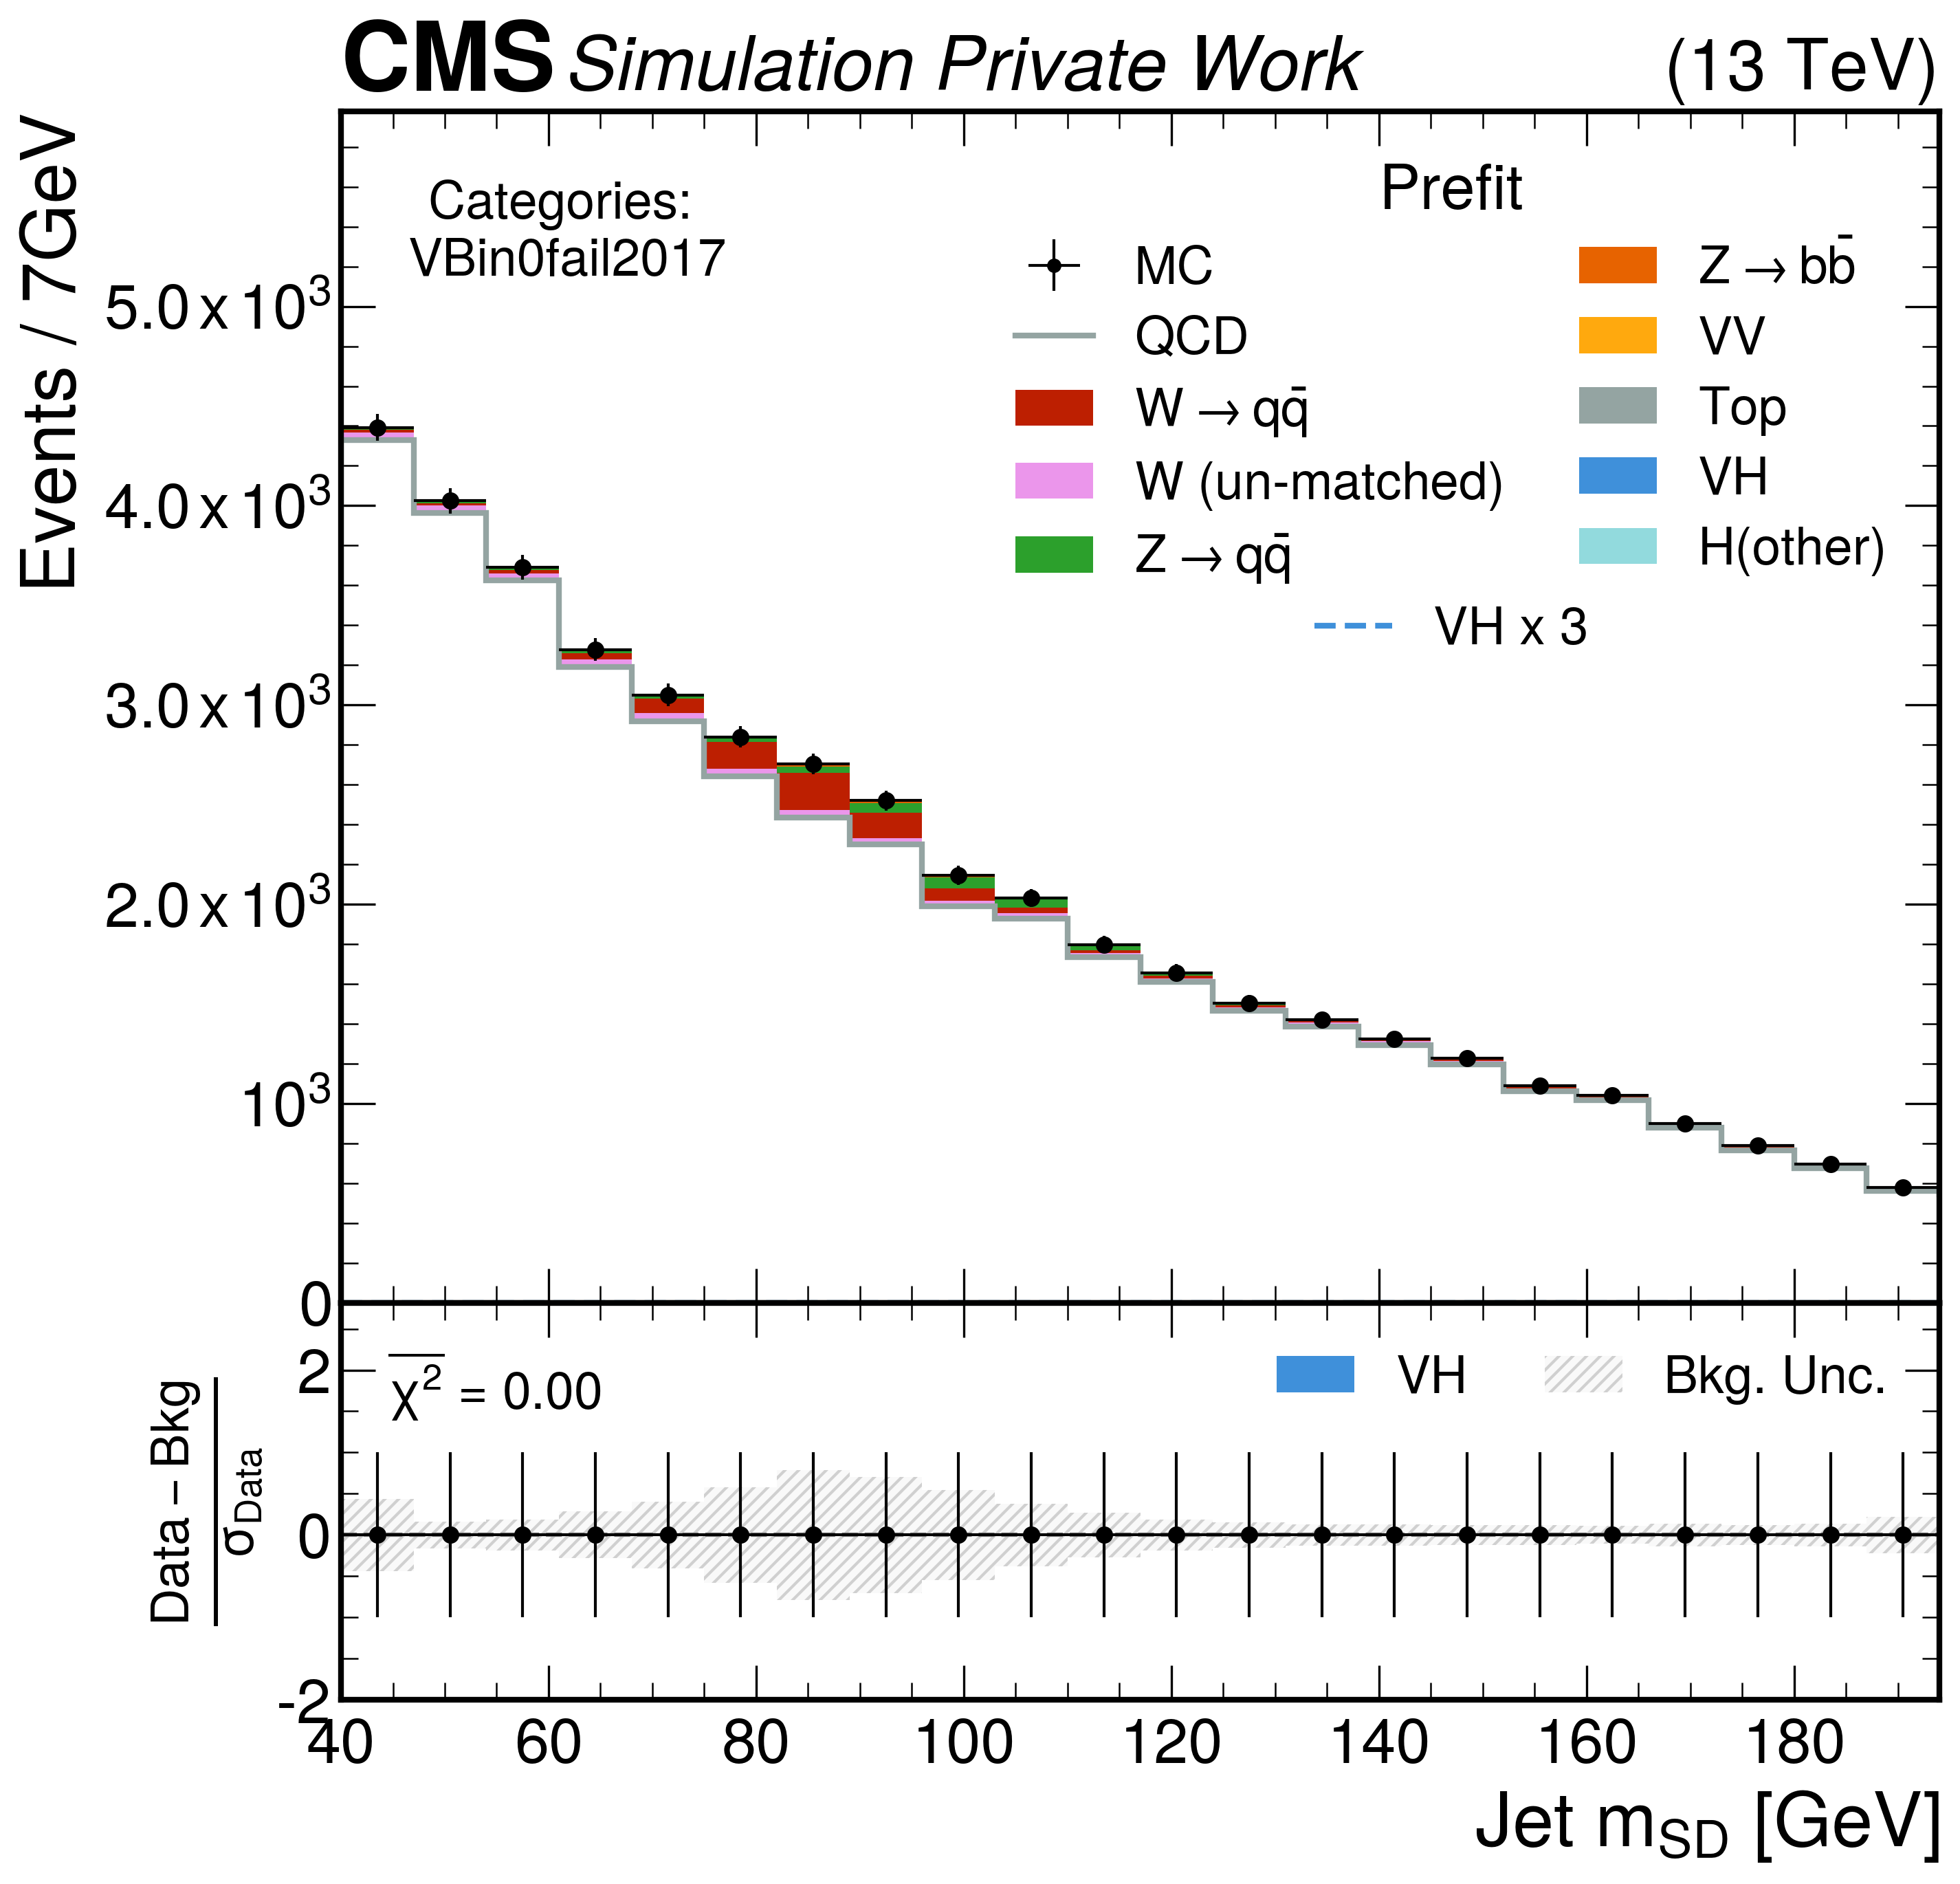 CMS Simulation Private Work (13 TeV)
Events / 7GeV
Categories:
VBin0fail2017
Prefit
MC
QCD
W → qq̄
W (un-matched)
Z → qq̄
Z → bb̄
VV
Top
VH
H(other)
VH x 3
5.0 x 10³
4.0 x 10³
3.0 x 10³
2.0 x 10³
10³
0
χ² = 0.00
VH
Bkg. Unc.
Data – Bkg
σData
2
0
-2
40 60 80 100 120 140 160 180
Jet mSD [GeV]